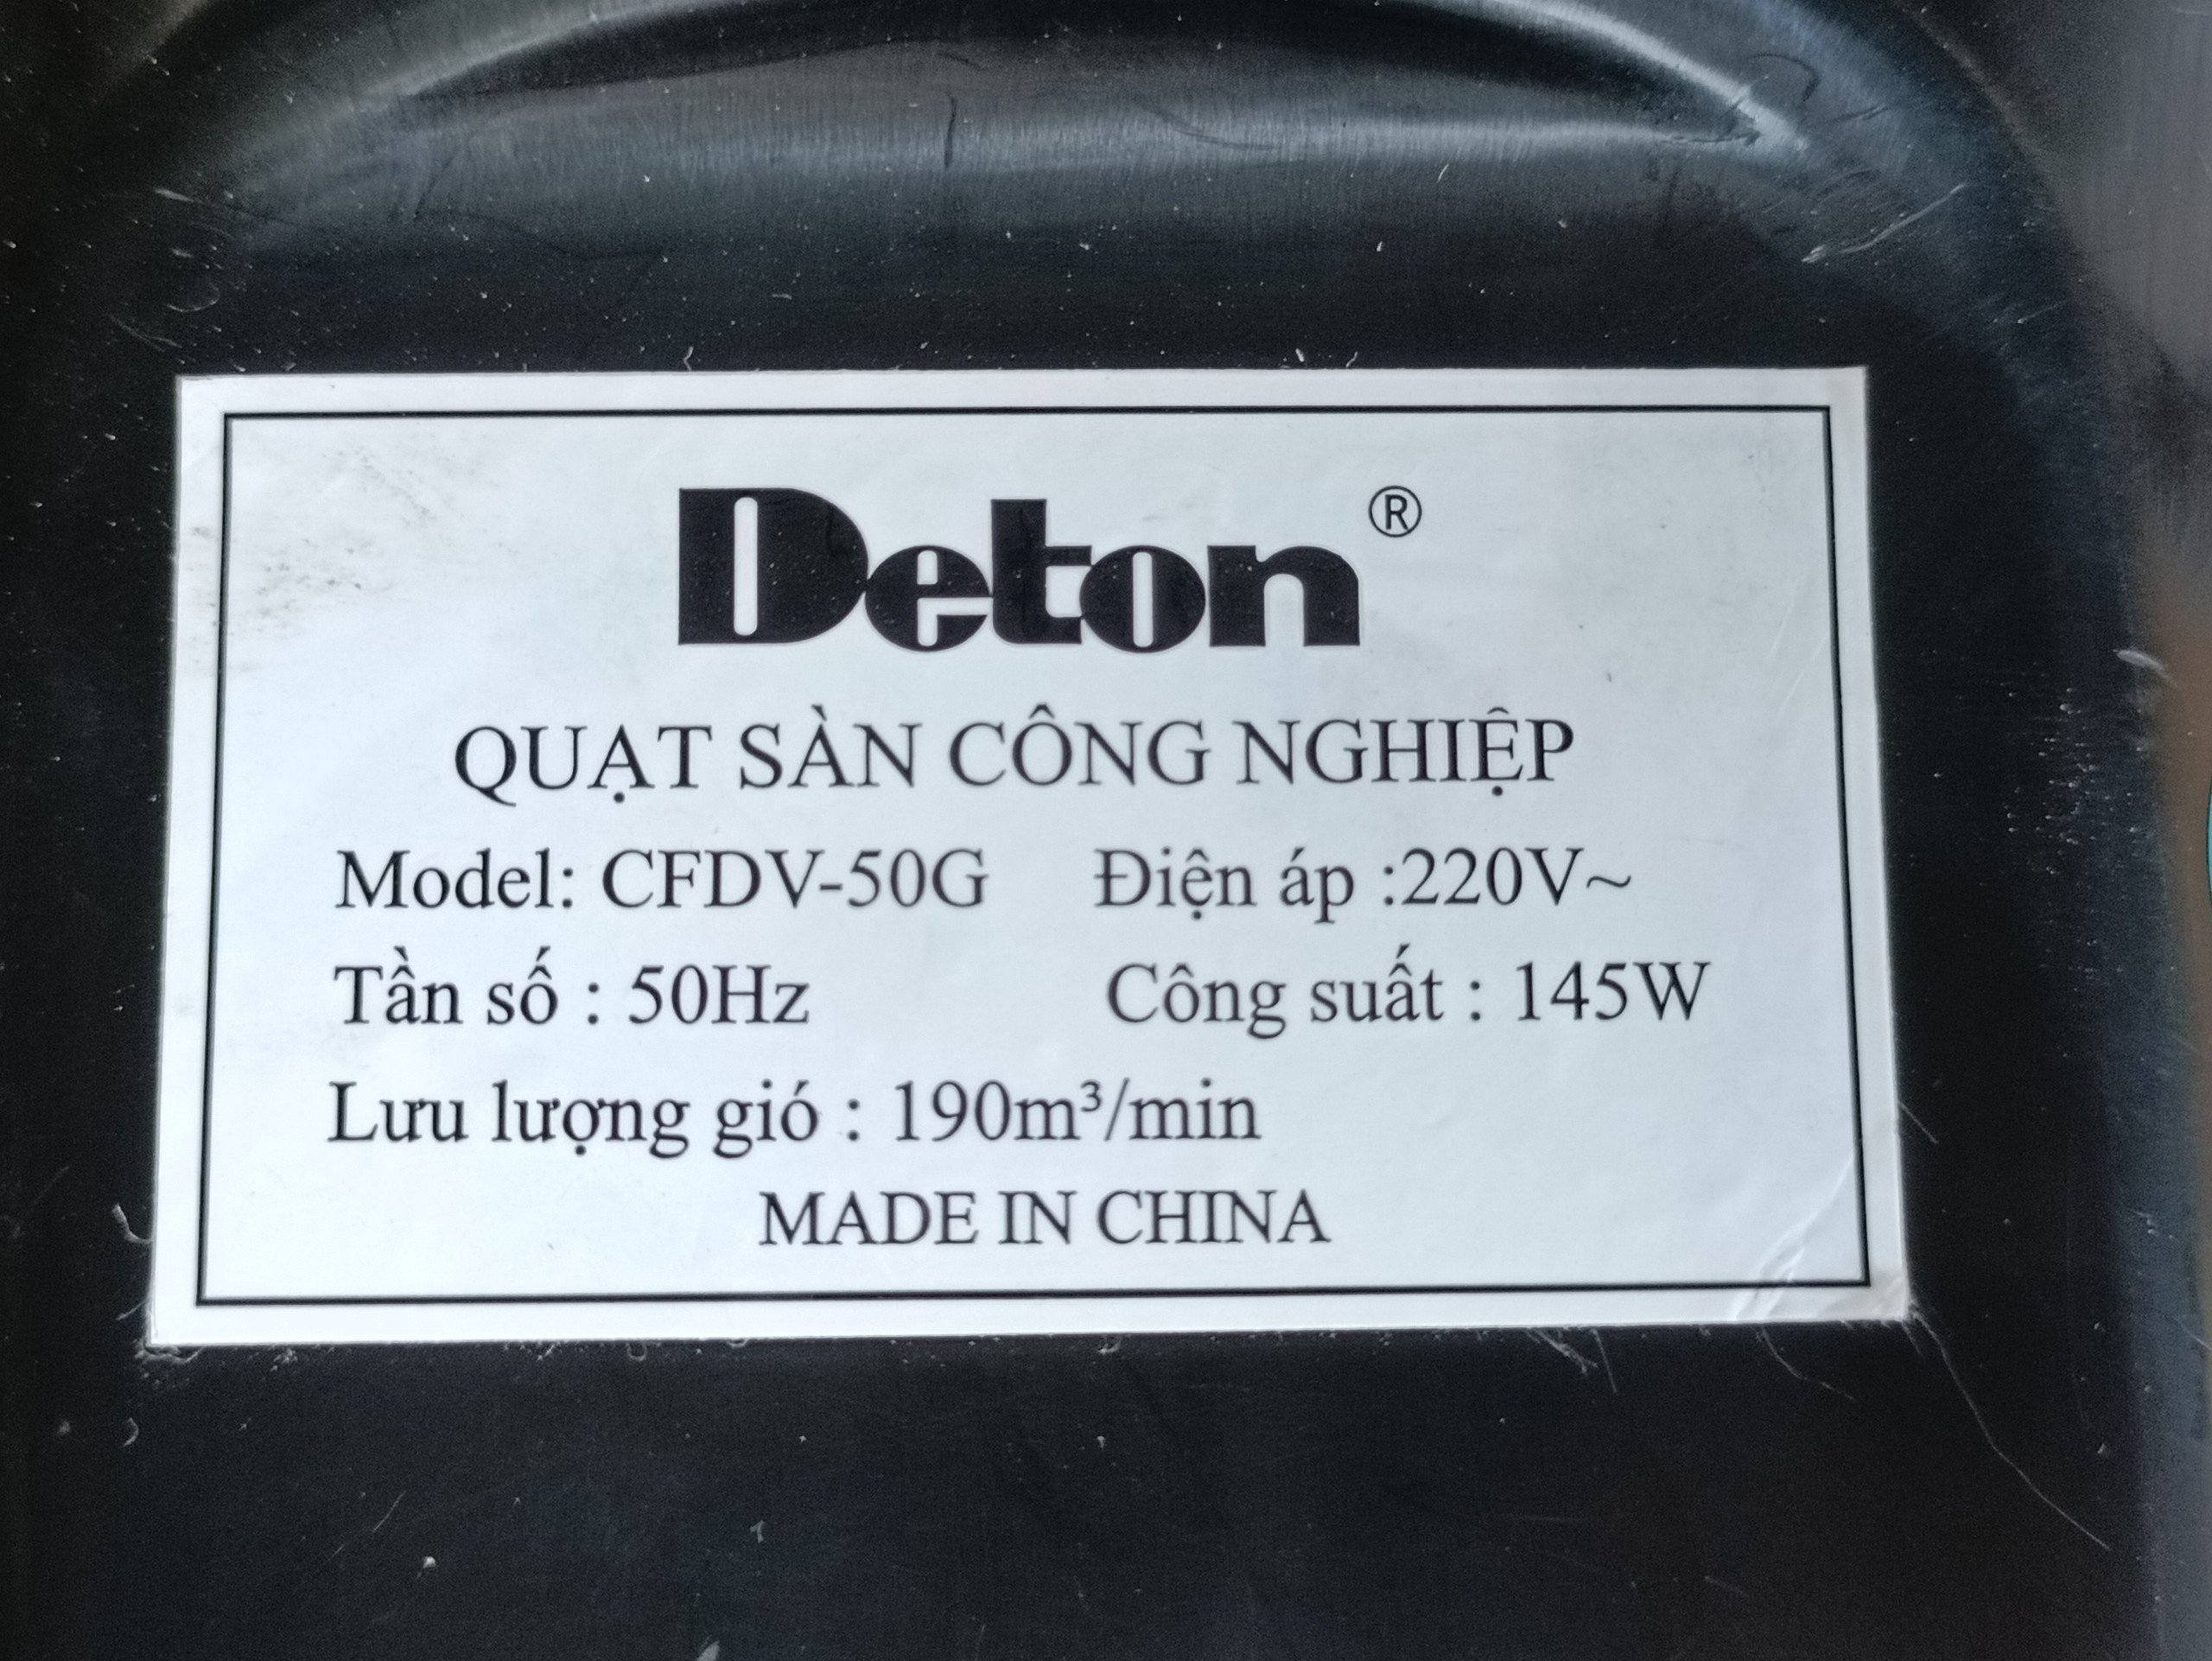 Deton®
QUẠT SÀN CÔNG NGHIỆP
Model: CFDV-50G Điện áp :220V~
Tần số : 50Hz Công suất : 145W
Lưu lượng gió : 190m³/min
MADE IN CHINA